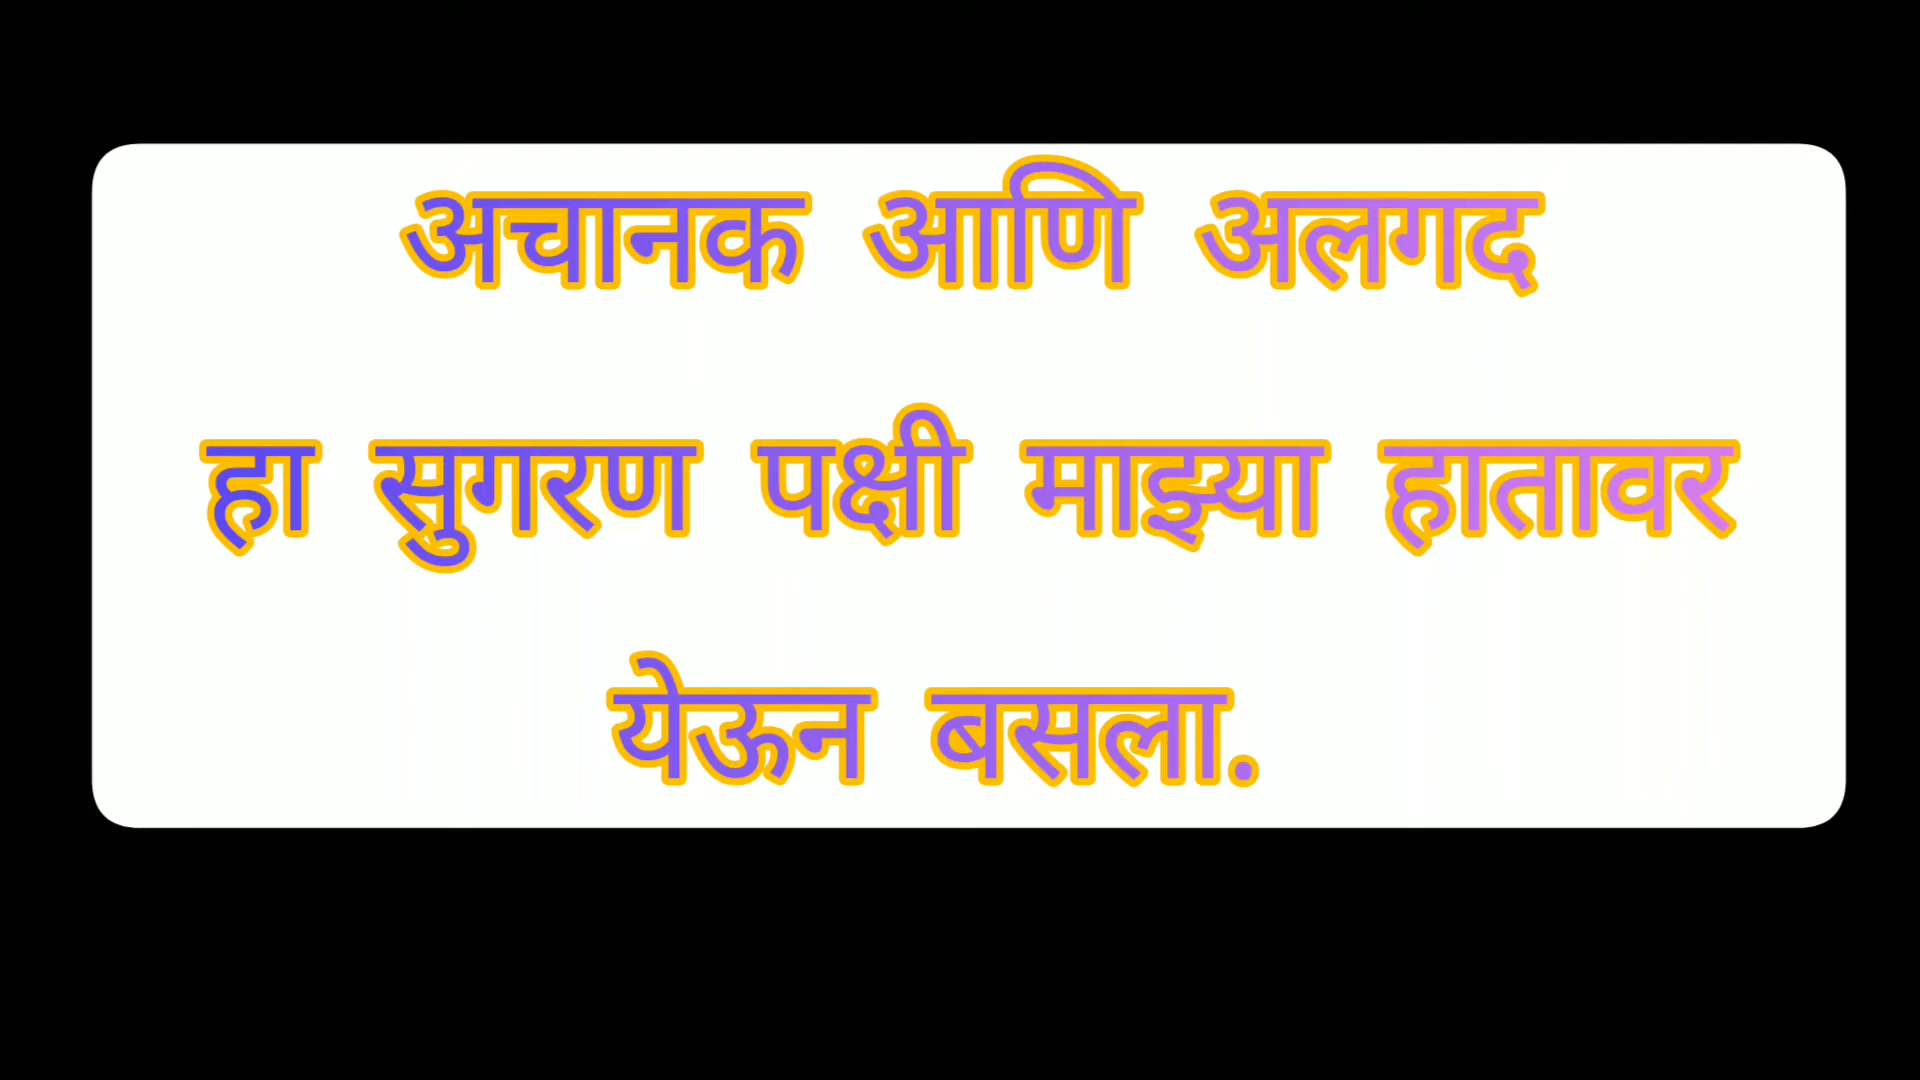 अचानक आणि अलगद
हा सुगरण पक्षी माझ्या हातावर
येऊन बसला.